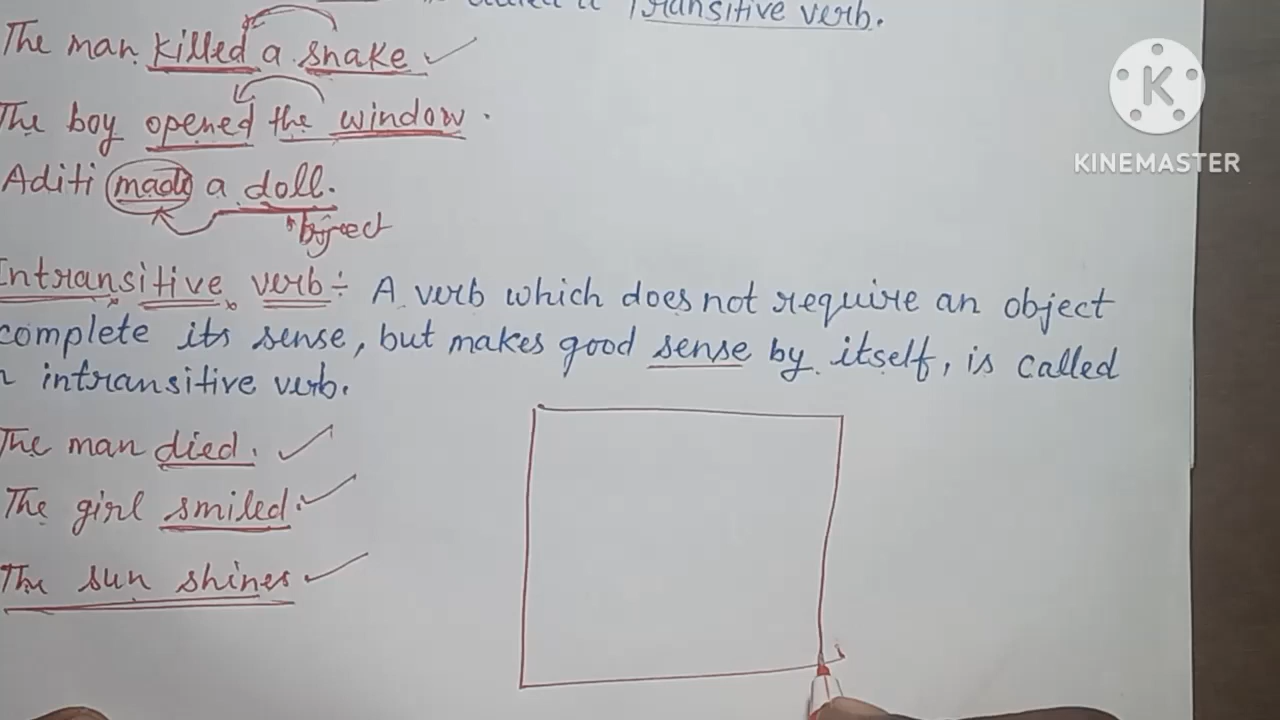 Transitive verb.
The man killed a snake
The boy opened the window.
Aditi made a doll.
object
Intransitive verb÷ A verb which does not require an object
complete its sense, but makes good sense by itself, is called
intransitive verb.
The man died.
The girl smiled.
The sun shines
K
KINEMASTER